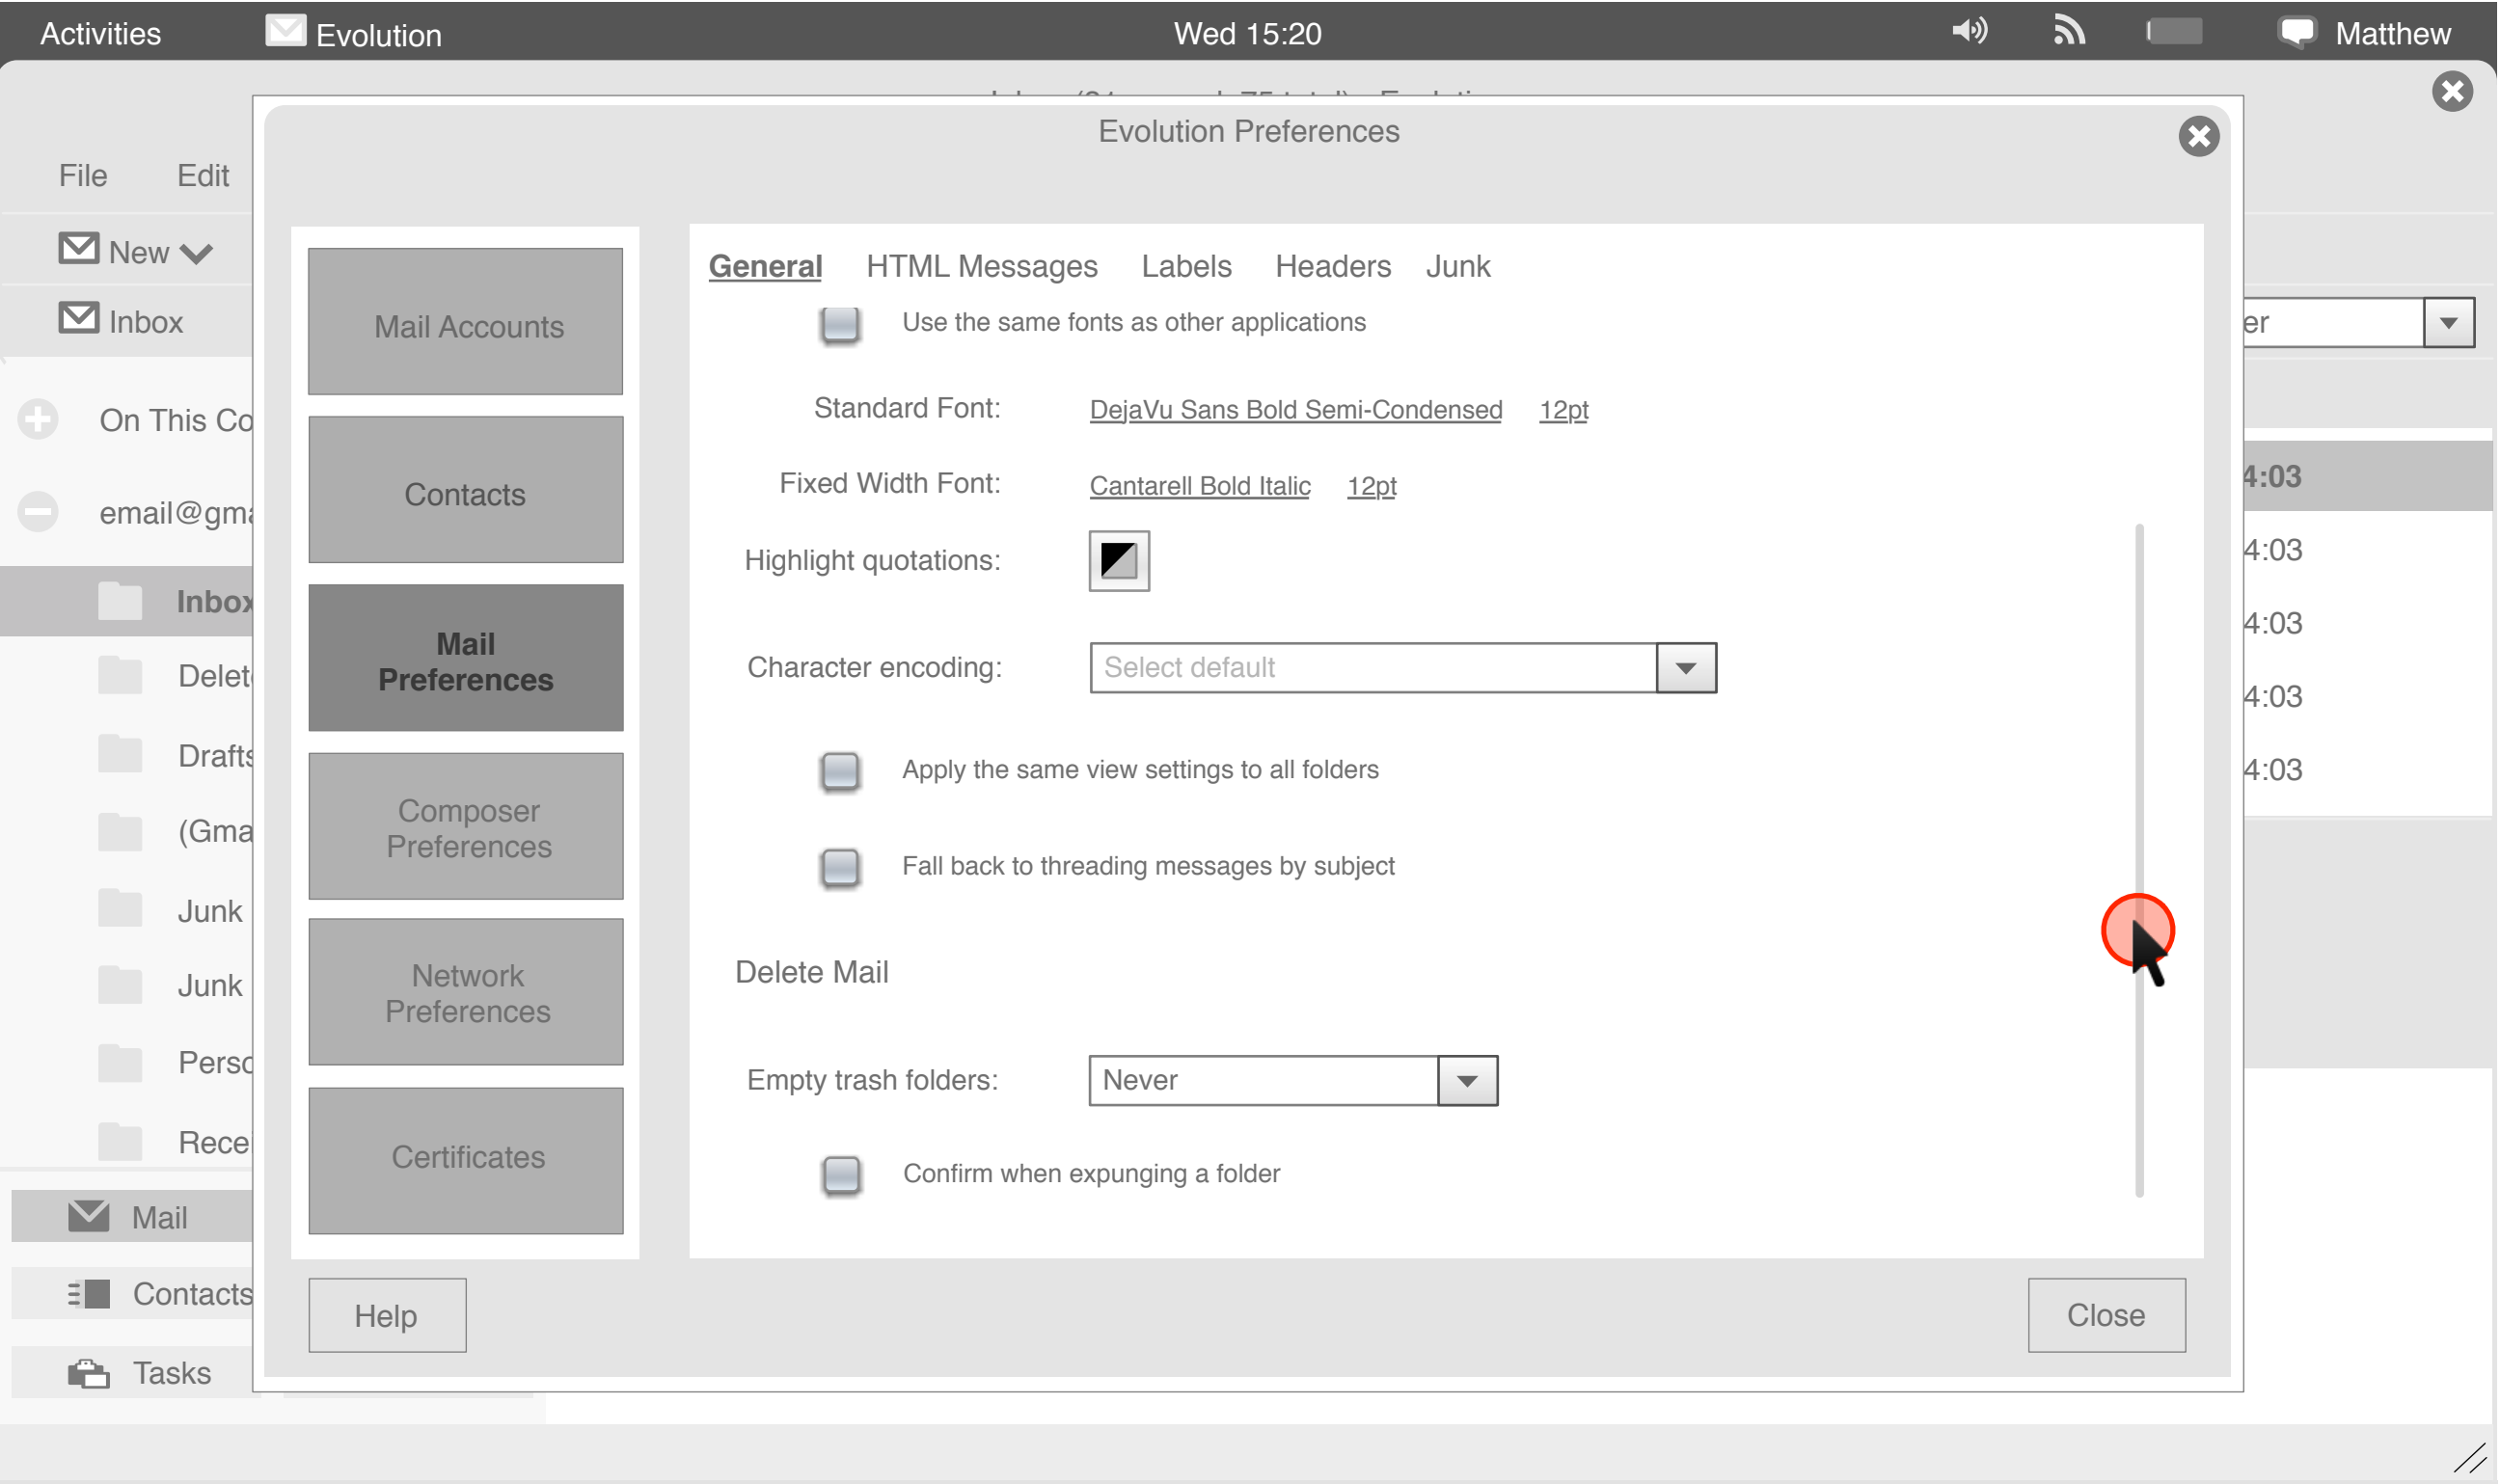 Activities
Evolution
Wed 15:20
Matthew
Evolution Preferences
File
Edit
New
Inbox
er
General
HTML Messages
Labels
Headers
Junk
Mail Accounts
Contacts
Mail
Preferences
Composer
Preferences
Network
Preferences
Certificates
Use the same fonts as other applications
Standard Font:
DejaVu Sans Bold Semi-Condensed
12pt
Fixed Width Font:
Cantarell Bold Italic
12pt
Highlight quotations:
Character encoding:
Select default
Apply the same view settings to all folders
Fall back to threading messages by subject
Delete Mail
Empty trash folders:
Never
Confirm when expunging a folder
Help
Close
On This Co
email@gma
Inbox
Delet
Drafts
(Gma
Junk
Junk
Perso
Recei
Mail
Contacts
Tasks
4:03
4:03
4:03
4:03
4:03